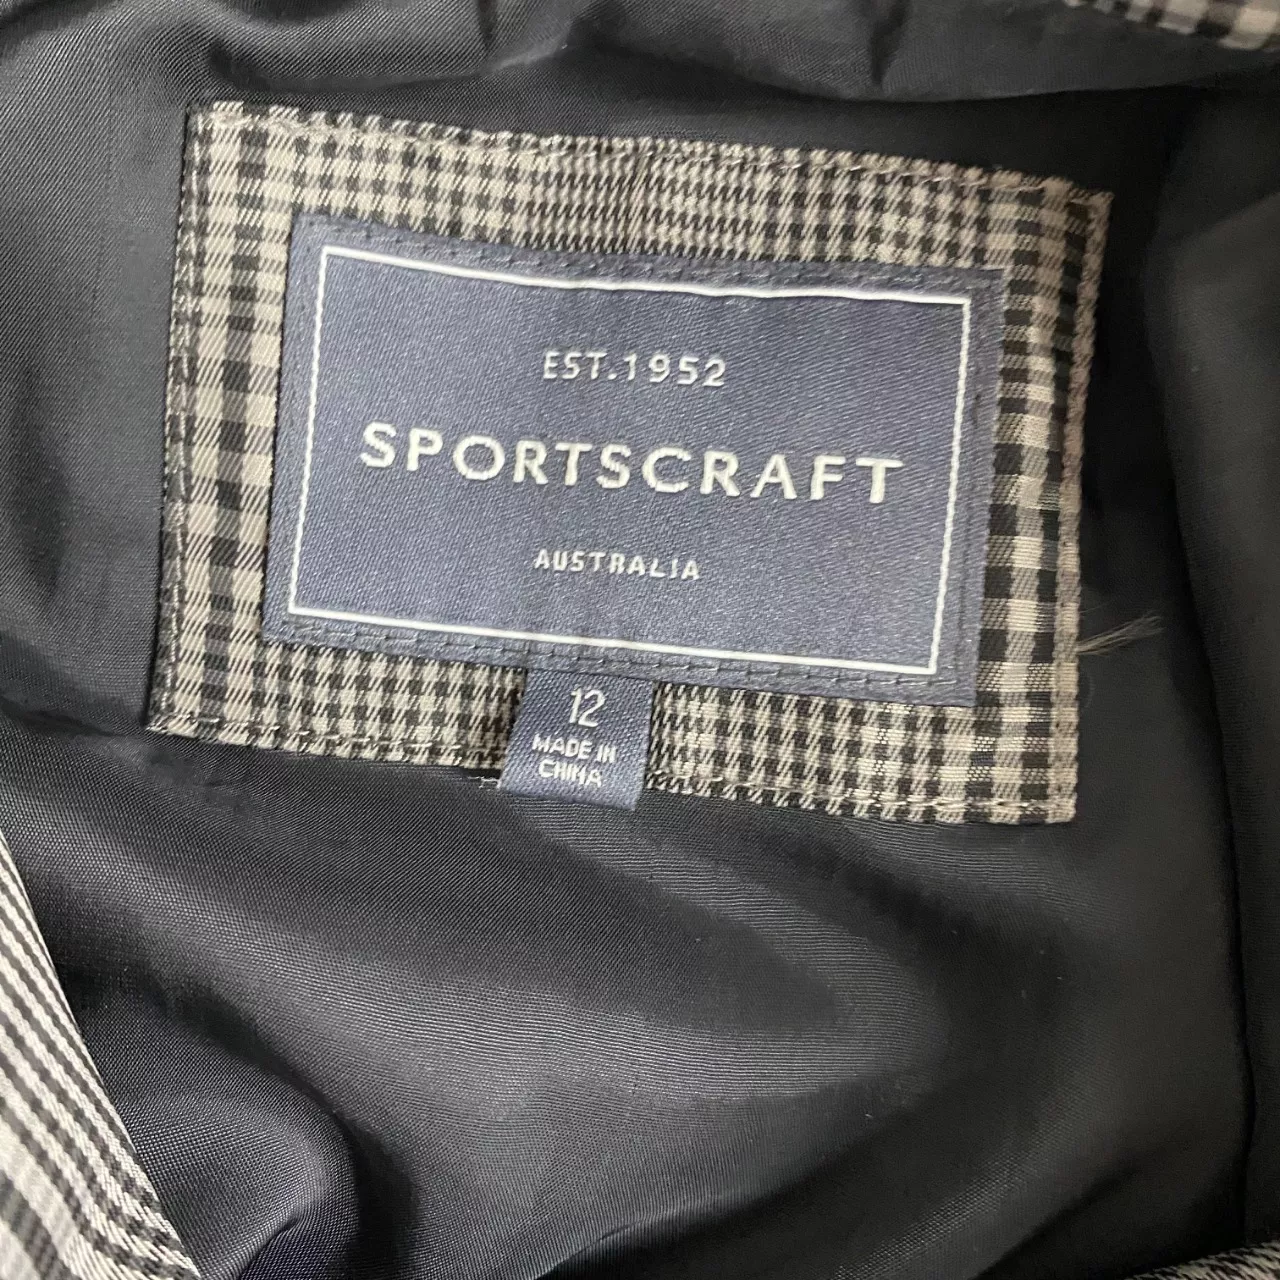 EST.1952
SPORTSCRAFT
AUSTRALIA
12
MADE IN
CHINA